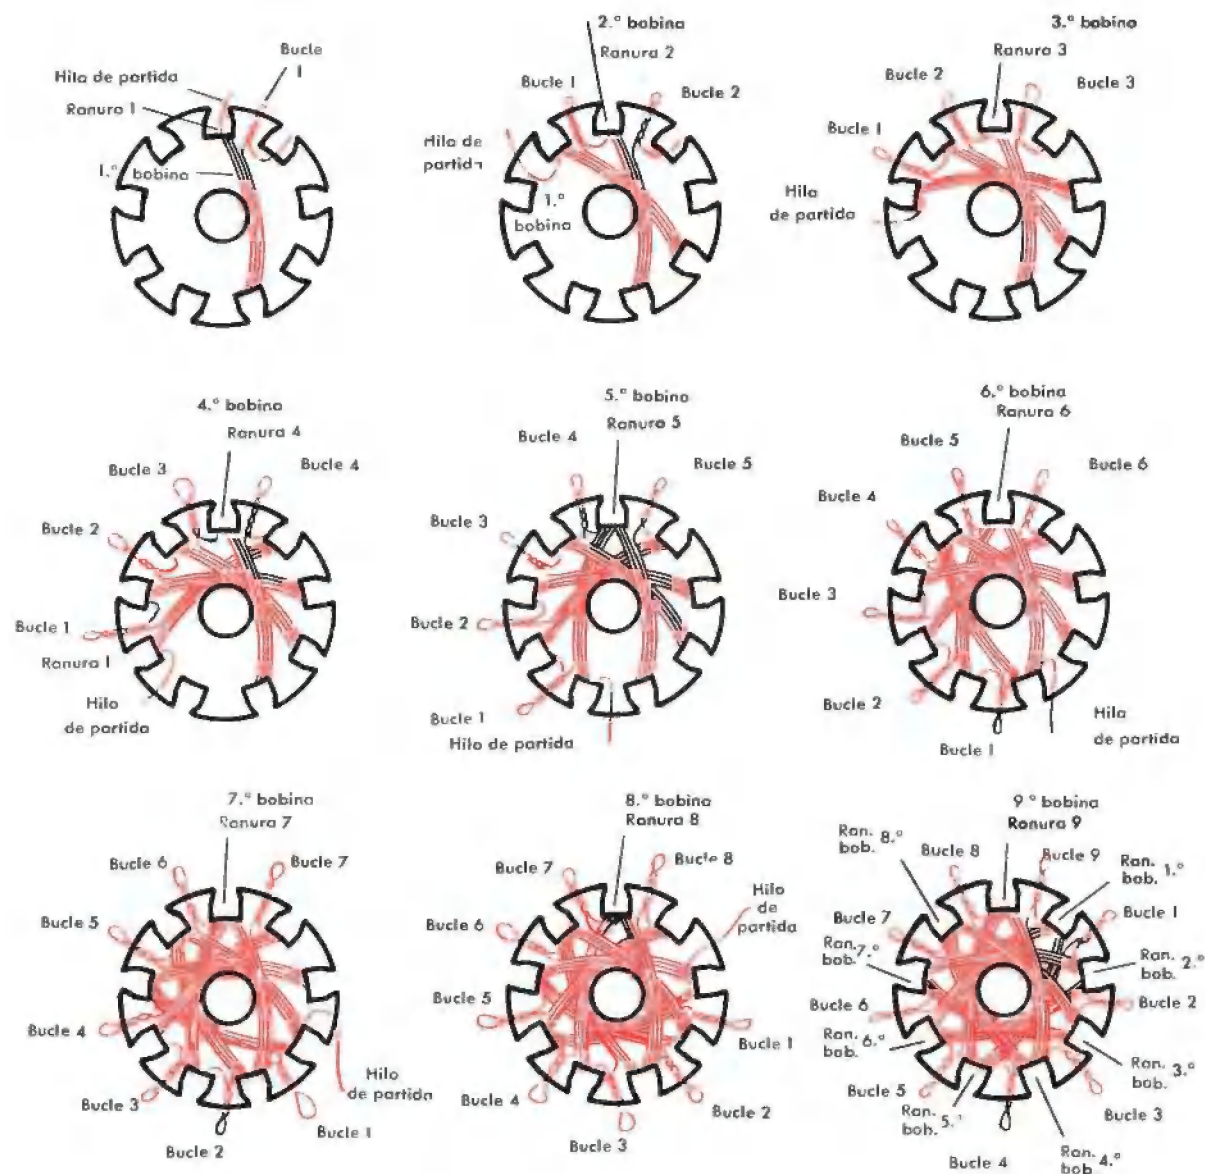 Hilo de partida
Bucle
1
Ranura 1
1.º bobina
2.º bobina
Ranura 2
Bucle 1
Bucle 2
Hilo de
partida
1.º
bobina
3.º bobina
Ranura 3
Bucle 2
Bucle 3
Bucle 1
Hilo
de partida
4.º bobina
Ranura 4
Bucle 3
Bucle 4
Bucle 2
Bucle 1
Ranura 1
Hilo
de partida
5.º bobina
Ranura 5
Bucle 4
Bucle 5
Bucle 3
Bucle 2
Bucle 1
Hilo de partida
6.º bobina
Ranura 6
Bucle 5
Bucle 6
Bucle 4
Bucle 3
Bucle 2
Bucle 1
Hilo
de partida
7.º bobina
Ranura 7
Bucle 6
Bucle 7
Bucle 5
Bucle 4
Bucle 3
Bucle 2
Bucle 1
Hilo
de partida
8.º bobina
Ranura 8
Bucle 7
Bucle 8
Hilo
de
partida
Bucle 6
Bucle 5
Bucle 4
Bucle 3
Bucle 2
Bucle 1
9.º bobina
Ranura 9
Ran.
bob. 8.º
Bucle 8
Bucle 9
Ran.
bob. 1.º
Bucle 7
Bucle 1
Ran.
bob. 7.º
Ran.
bob. 2.º
Bucle 6
Bucle 2
Ran.
bob. 6.º
Ran.
bob. 3.º
Bucle 5
Bucle 3
Ran.
bob. 5.º
Ran.
bob. 4.º
Bucle 4